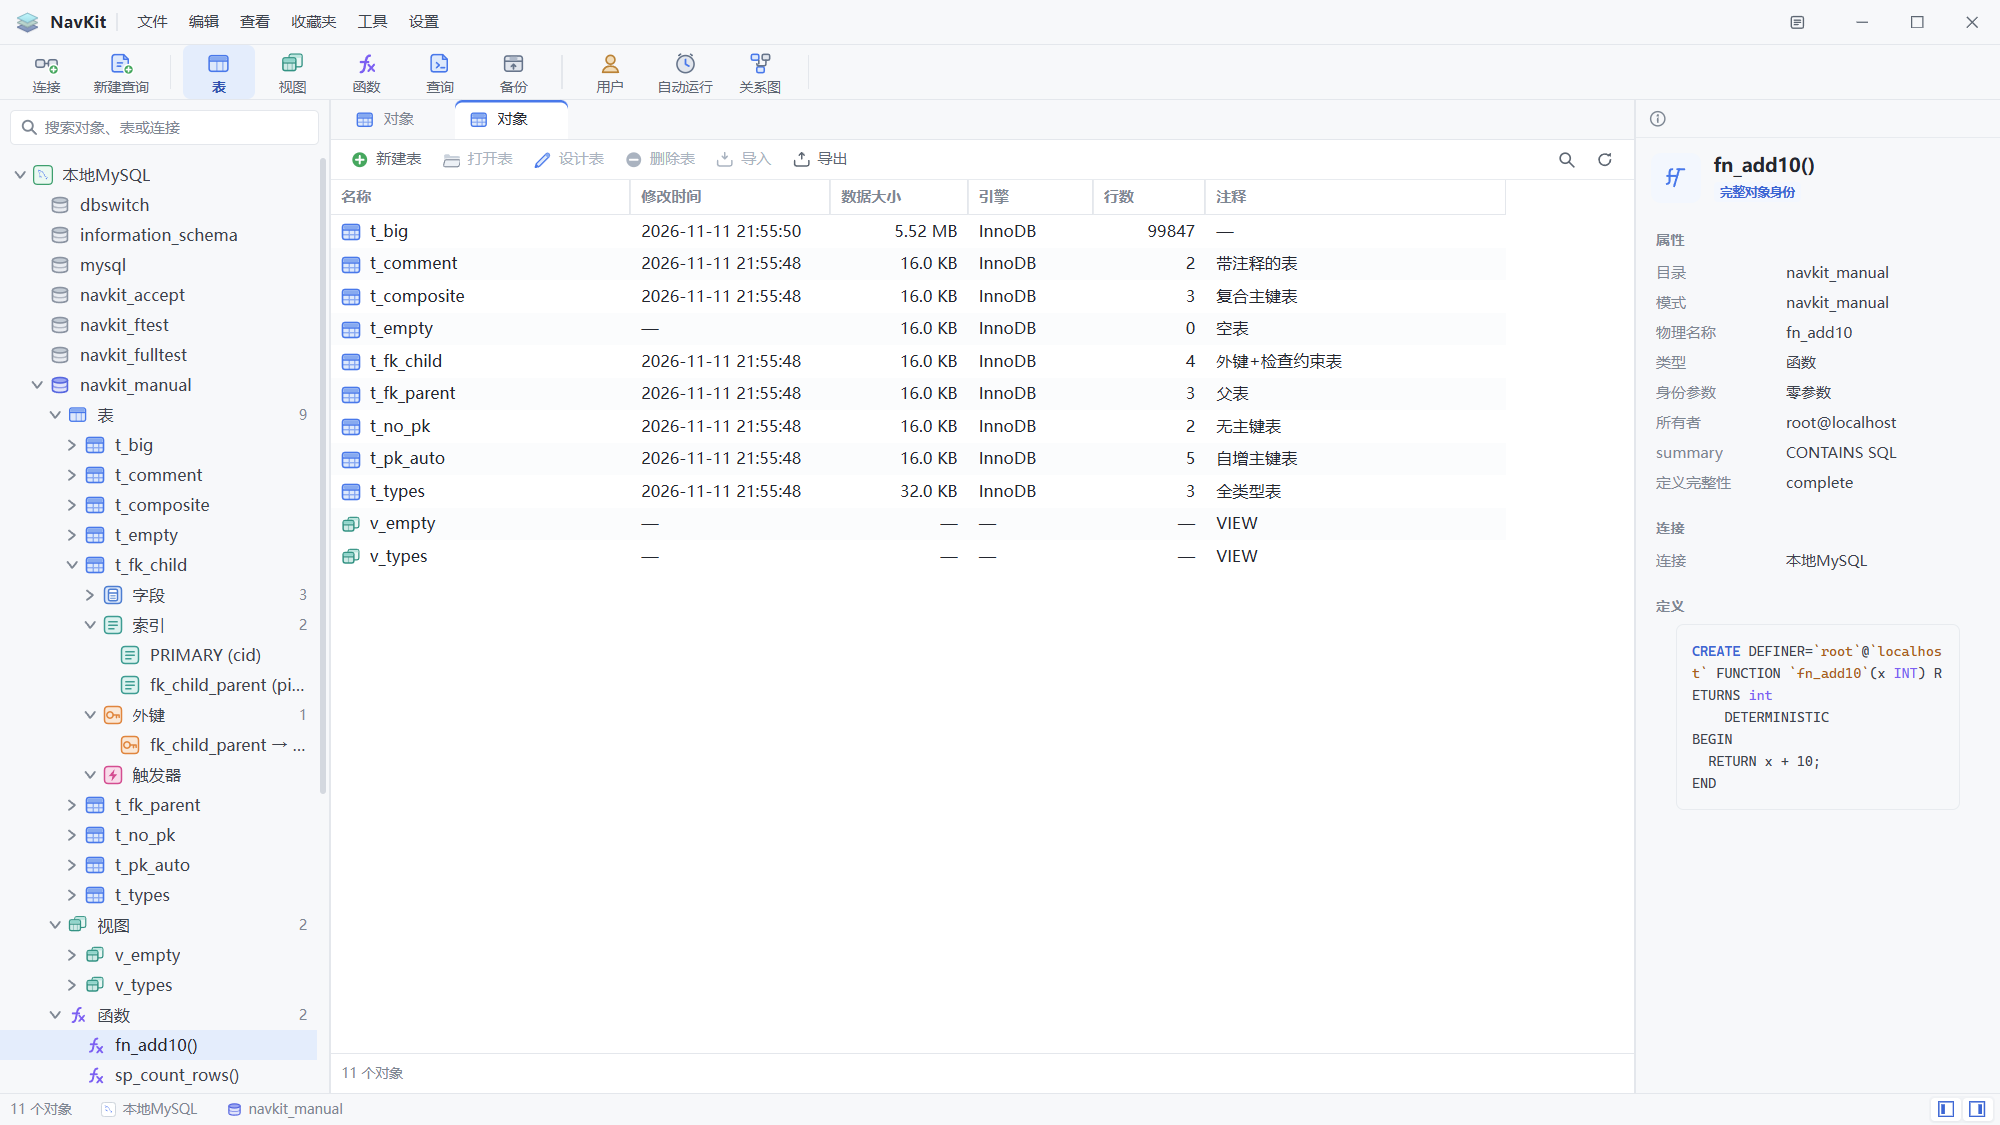 NavKit 文件 编辑 查看 收藏夹 工具 设置
连接 新建查询 表 视图 函数 查询 备份 用户 自动运行 关系图
搜索对象、表或连接
本地MySQL
dbswitch
information_schema
mysql
navkit_accept
navkit_ftest
navkit_fulltest
navkit_manual
表 9
t_big
t_comment
t_composite
t_empty
t_fk_child
字段 3
索引 2
PRIMARY (cid)
fk_child_parent (pi...
外键 1
fk_child_parent → ...
触发器
t_fk_parent
t_no_pk
t_pk_auto
t_types
视图 2
v_empty
v_types
函数 2
fn_add10()
sp_count_rows()
对象 对象
新建表 打开表 设计表 删除表 导入 导出
名称 修改时间 数据大小 引擎 行数 注释
t_big 2026-11-11 21:55:50 5.52 MB InnoDB 99847 —
t_comment 2026-11-11 21:55:48 16.0 KB InnoDB 2 带注释的表
t_composite 2026-11-11 21:55:48 16.0 KB InnoDB 3 复合主键表
t_empty — 16.0 KB InnoDB 0 空表
t_fk_child 2026-11-11 21:55:48 16.0 KB InnoDB 4 外键+检查约束表
t_fk_parent 2026-11-11 21:55:48 16.0 KB InnoDB 3 父表
t_no_pk 2026-11-11 21:55:48 16.0 KB InnoDB 2 无主键表
t_pk_auto 2026-11-11 21:55:48 16.0 KB InnoDB 5 自增主键表
t_types 2026-11-11 21:55:48 32.0 KB InnoDB 3 全类型表
v_empty — — — — VIEW
v_types — — — — VIEW
11 个对象
fn_add10()
完整对象身份
属性
目录 navkit_manual
模式 navkit_manual
物理名称 fn_add10
类型 函数
身份参数 零参数
所有者 root@localhost
summary CONTAINS SQL
定义完整性 complete
连接
连接 本地MySQL
定义
CREATE DEFINER=`root`@`localhos
t` FUNCTION `fn_add10`(x INT) R
ETURNS int
DETERMINISTIC
BEGIN
RETURN x + 10;
END
11 个对象 本地MySQL navkit_manual